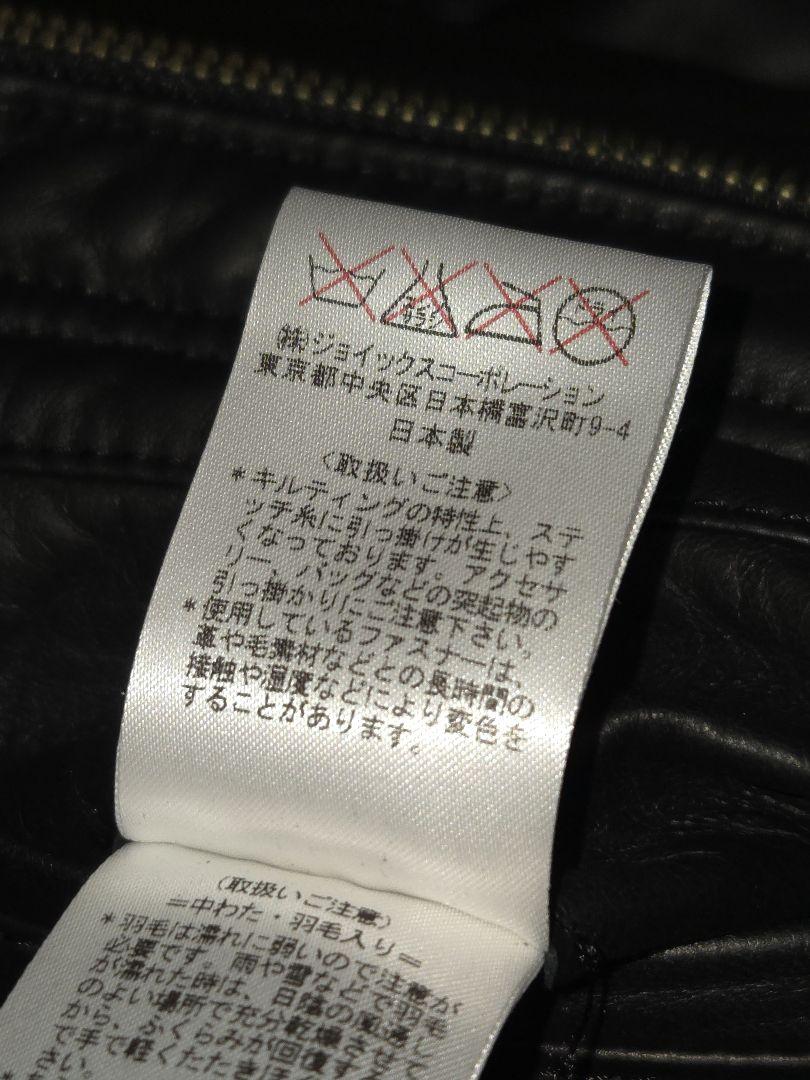 エンソ
サラシ
ドライ
(株)ジョイックスコーポレーション
東京都中央区日本橋富沢町9-4
日本製
〈取扱いご注意〉
*キルティングの特性上、ステ
ッチ糸に引っ掛けが生じやす
くなっております。アクセサ
リー、バッグなどの突起物の
引っ掛かりにご注意下さい。
*使用しているファスナーは、
革や毛素材などとの長時間の
接触や温度などにより変色を
することがあります。
〈取扱いご注意〉
=中わた・羽毛入り=
*羽毛は濡れに弱いので注意が
必要です。雨や雪などで羽毛
が濡れた時は、日陰の風通し
のよい場所で充分乾燥させて
から、ふくらみが回復する
で手で軽くたたきほ
さい。